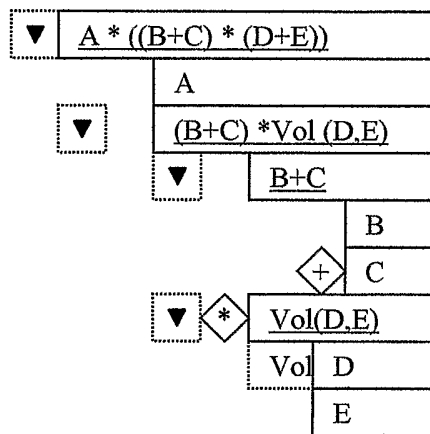 A * ((B+C) * (D+E))
A
(B+C) *Vol (D,E)
B+C
B
+ C
* Vol(D,E)
Vol D
E